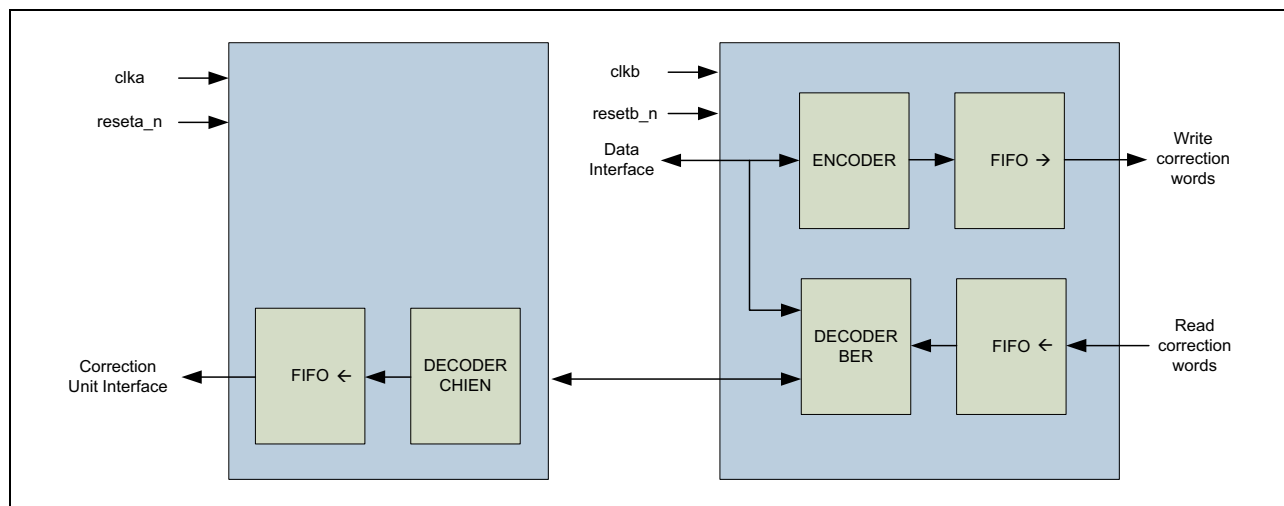 clka
reseta_n
clkb
resetb_n
Data
Interface
ENCODER
FIFO →
Write
correction
words
Correction
Unit Interface
FIFO ←
DECODER
CHIEN
DECODER
BER
FIFO ←
Read
correction
words